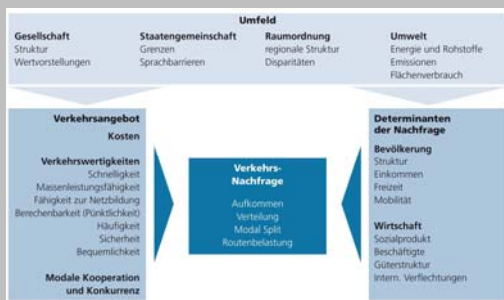 Umfeld
Gesellschaft
Struktur
Wertvorstellungen
Staatengemeinschaft
Grenzen
Sprachbarrieren
Raumordnung
regionale Struktur
Disparitäten
Umwelt
Energie und Rohstoffe
Emissionen
Flächenverbrauch
Verkehrsangebot
Kosten
Verkehrswertigkeiten
Schnelligkeit
Massenleistungsfähigkeit
Fähigkeit zur Netzbildung
Berechenbarkeit (Pünktlichkeit)
Häufigkeit
Sicherheit
Bequemlichkeit
Modale Kooperation
und Konkurrenz
Verkehrs-
Nachfrage
Aufkommen
Verteilung
Modal Split
Routenbelastung
Determinanten
der Nachfrage
Bevölkerung
Struktur
Einkommen
Freizeit
Mobilität
Wirtschaft
Sozialprodukt
Beschäftigte
Güterstruktur
Intern. Verflechtungen